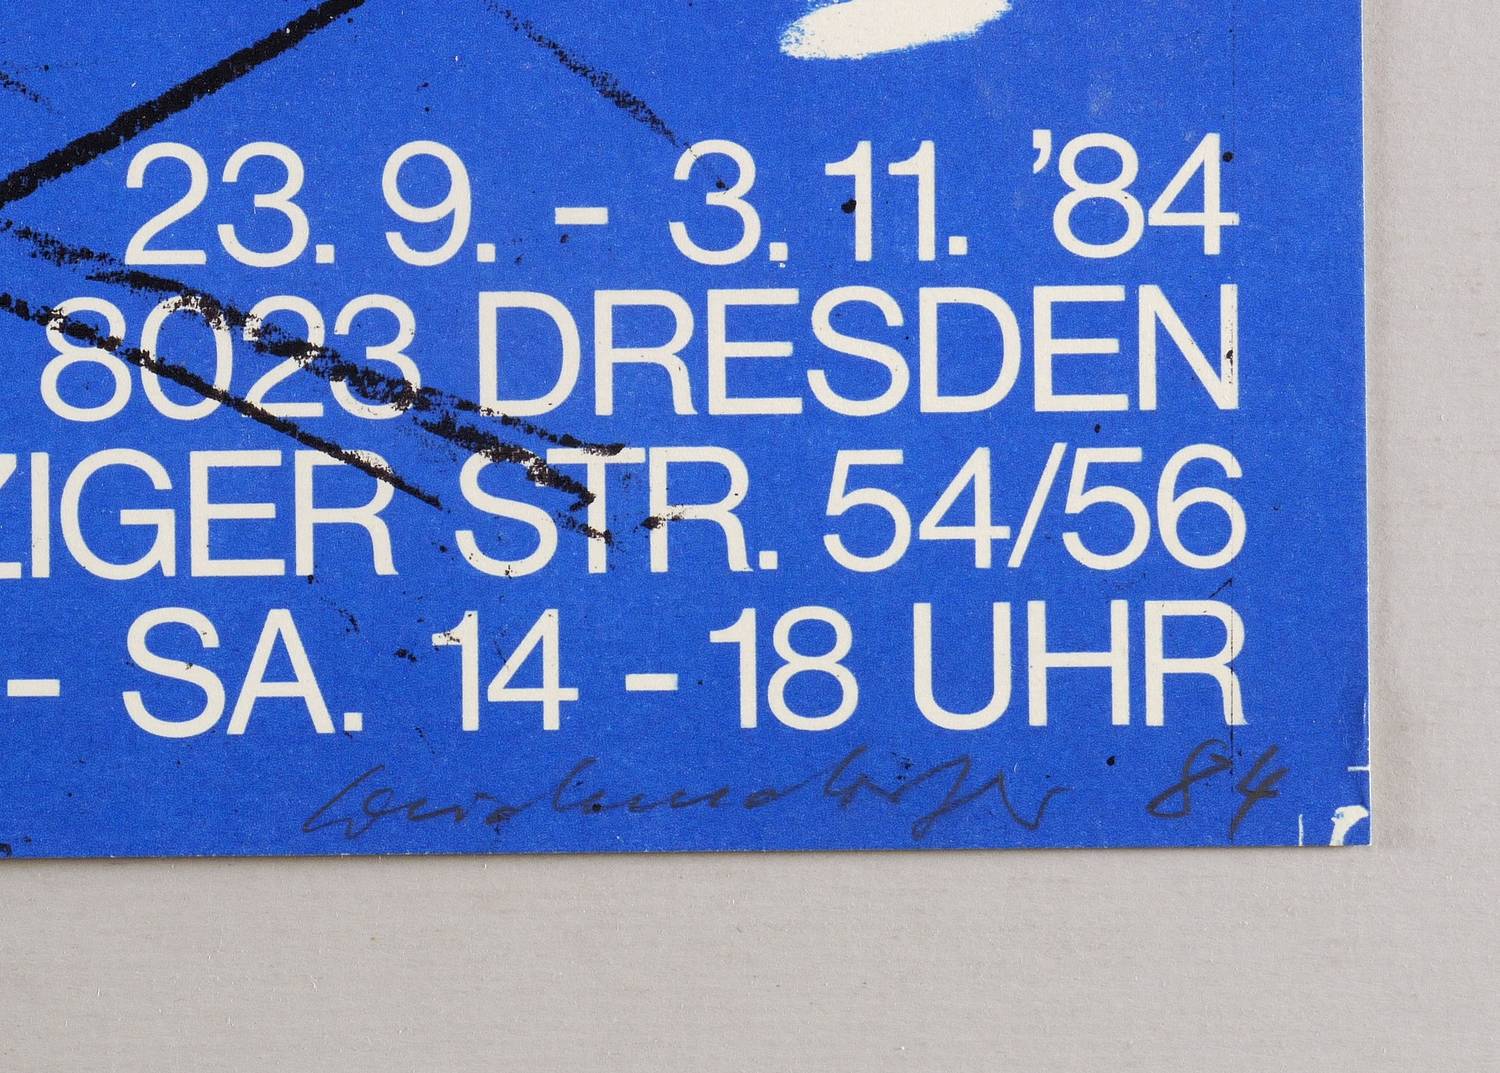 23. 9. - 3. 11. '84
8023 DRESDEN
ZIGER STR. 54/56
- SA. 14 - 18 UHR
84